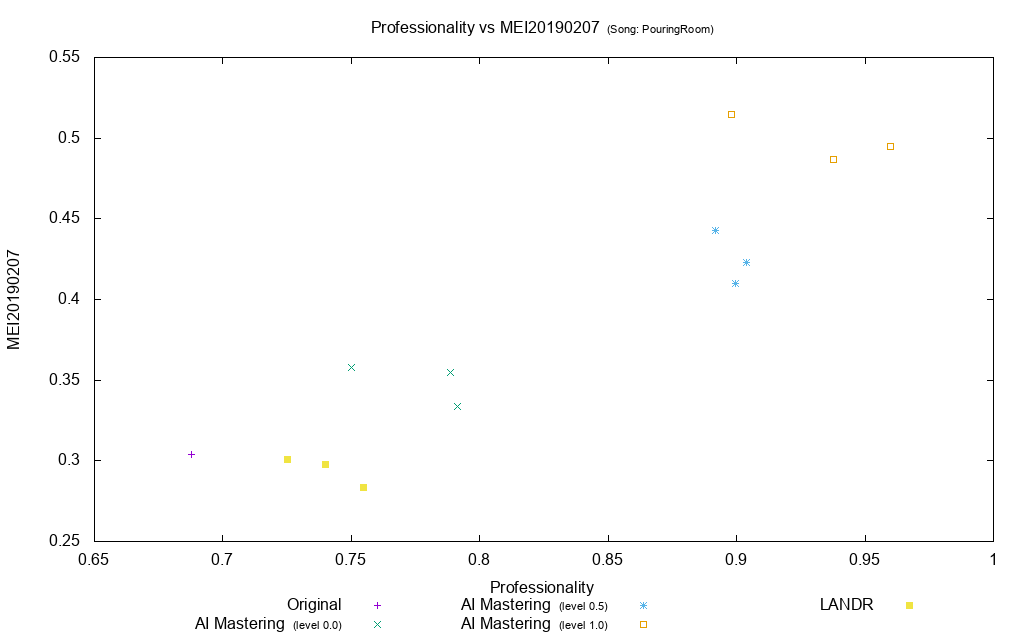 Professionality vs MEI20190207 (Song: PouringRoom)
0.55
0.5
0.45
0.4
0.35
0.3
0.25
MEI20190207
0.65 0.7 0.75 0.8 0.85 0.9 0.95 1
Professionality
Original AI Mastering (level 0.5) LANDR
AI Mastering (level 0.0) AI Mastering (level 1.0)